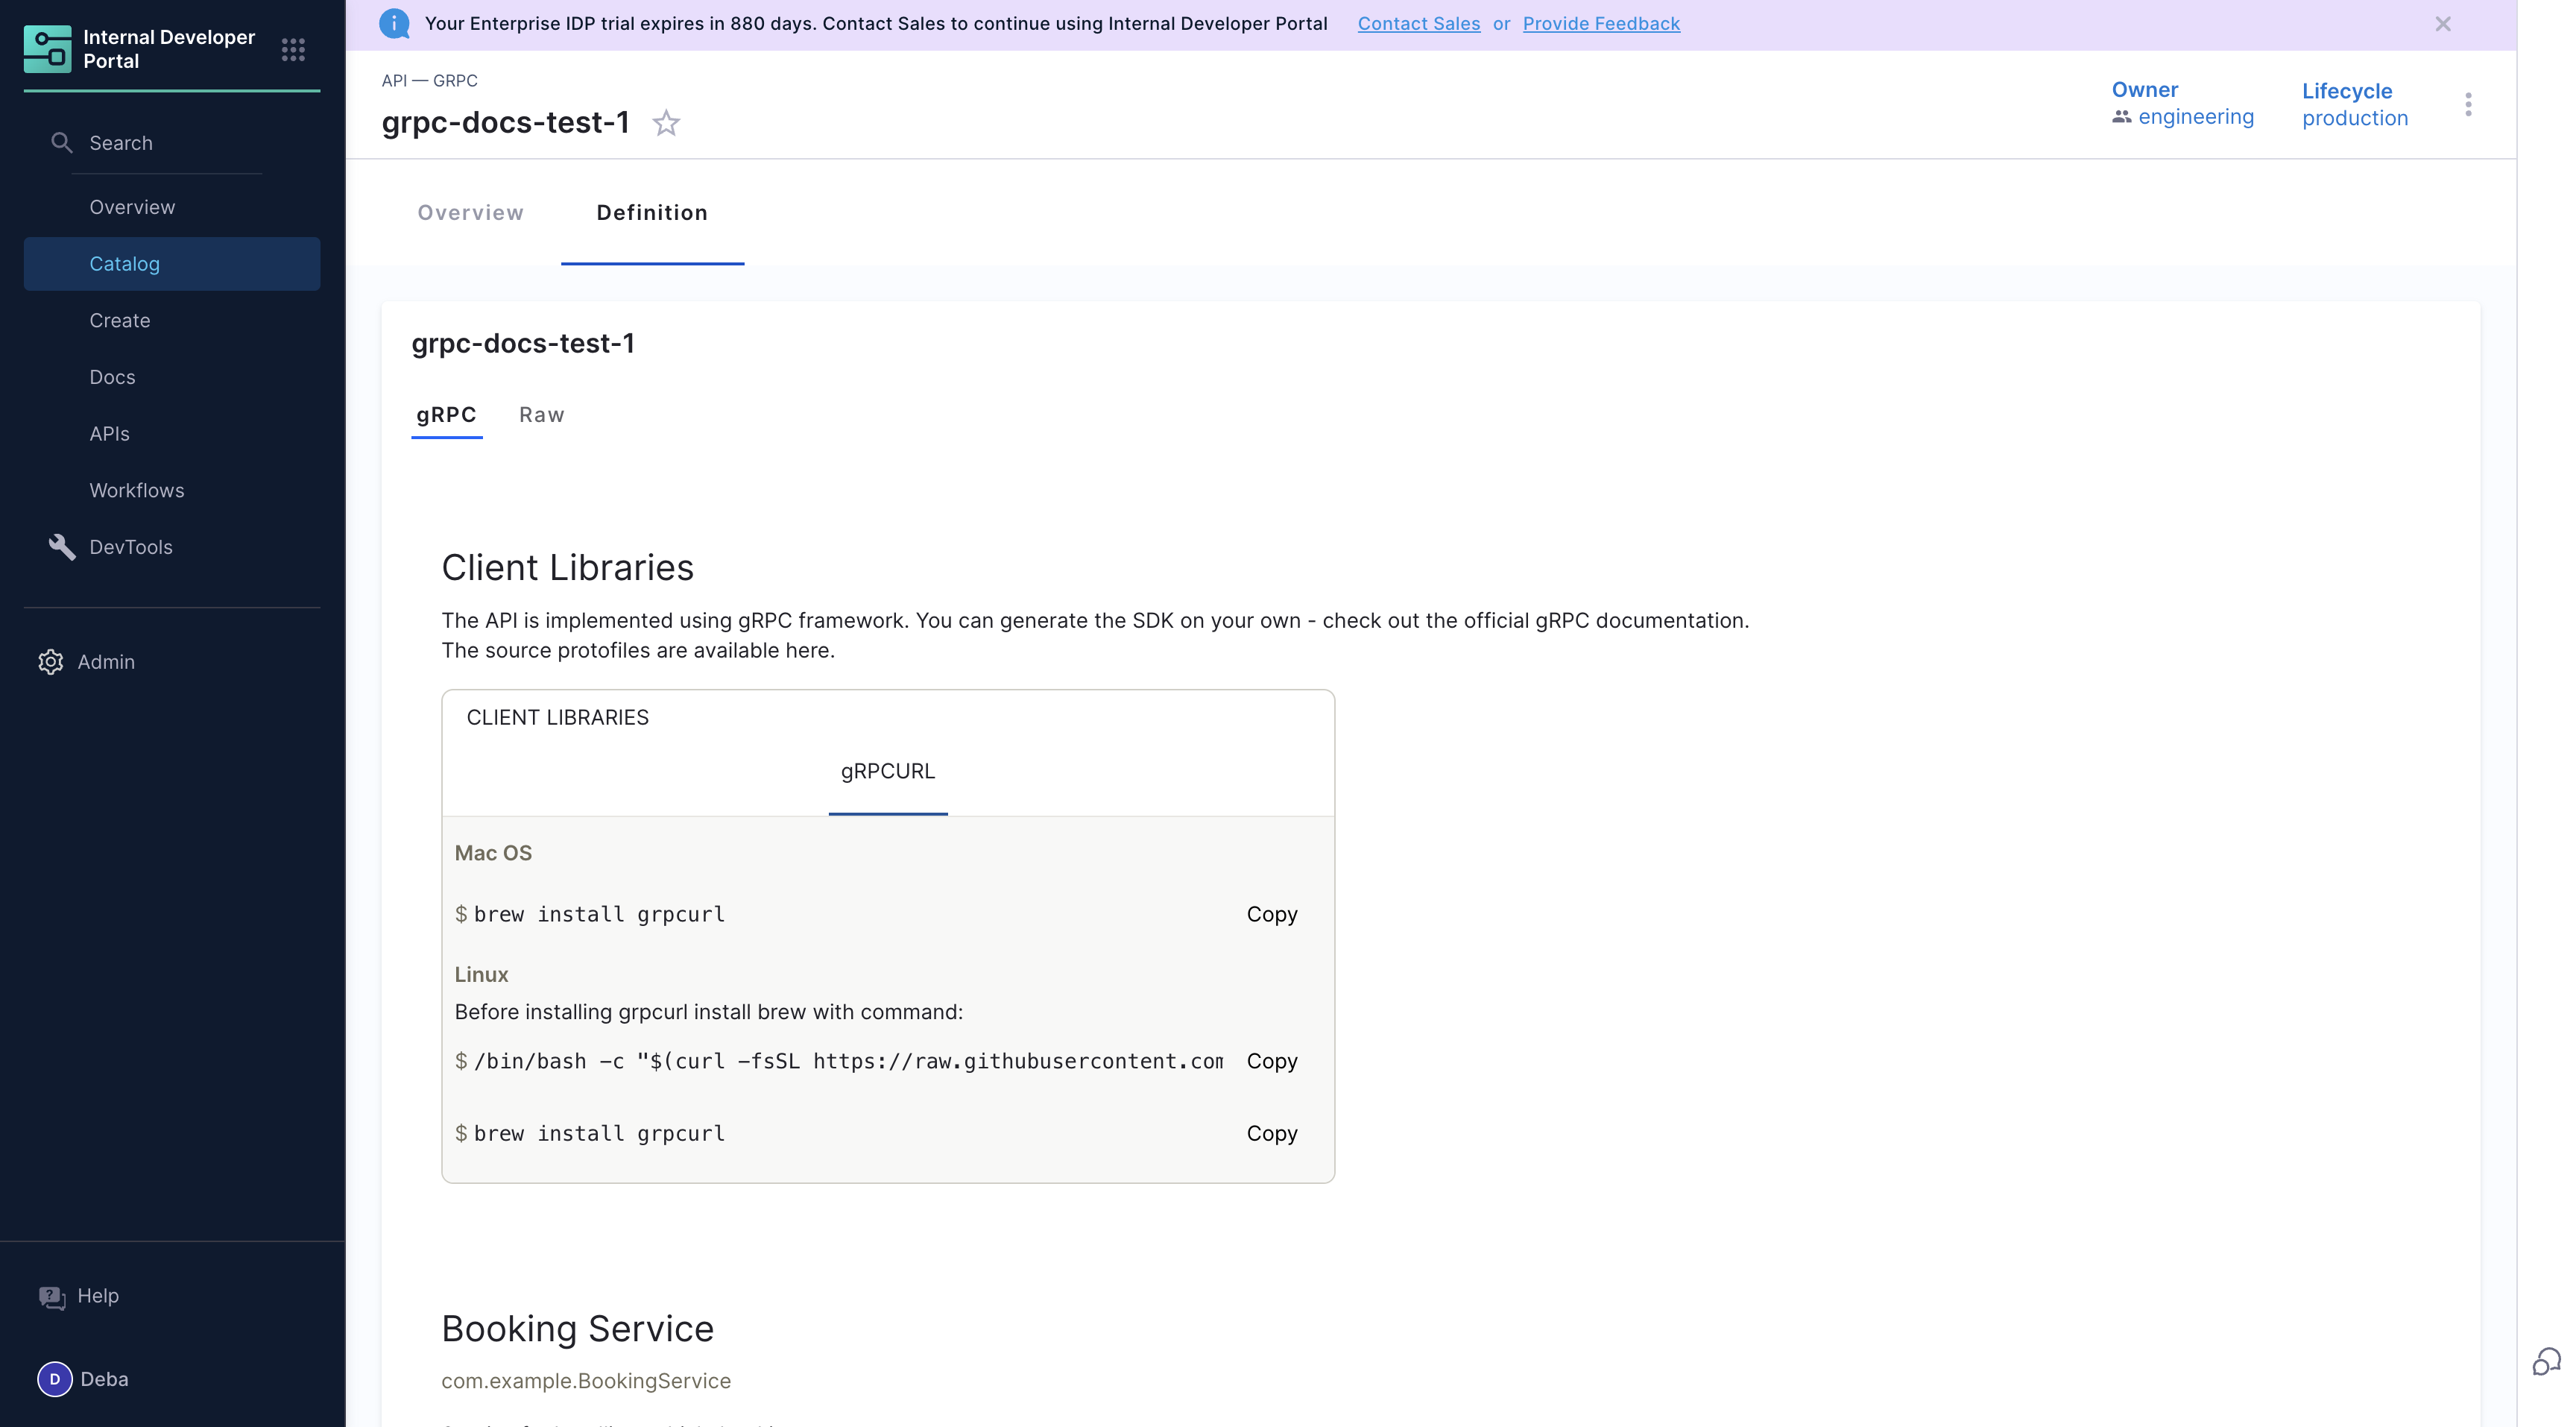 Internal Developer
Portal
Search
Overview
Catalog
Create
Docs
APIs
Workflows
DevTools
Admin
Help
D
Deba
Your Enterprise IDP trial expires in 880 days. Contact Sales to continue using Internal Developer Portal Contact Sales or Provide Feedback
API — GRPC
grpc-docs-test-1
Owner
engineering
Lifecycle
production
Overview Definition
grpc-docs-test-1
gRPC Raw
Client Libraries
The API is implemented using gRPC framework. You can generate the SDK on your own - check out the official gRPC documentation.
The source protofiles are available here.
CLIENT LIBRARIES
gRPCURL
Mac OS
$ brew install grpcurl Copy
Linux
Before installing grpcurl install brew with command:
$ /bin/bash -c "$(curl -fsSL https://raw.githubusercontent.com Copy
$ brew install grpcurl Copy
Booking Service
com.example.BookingService